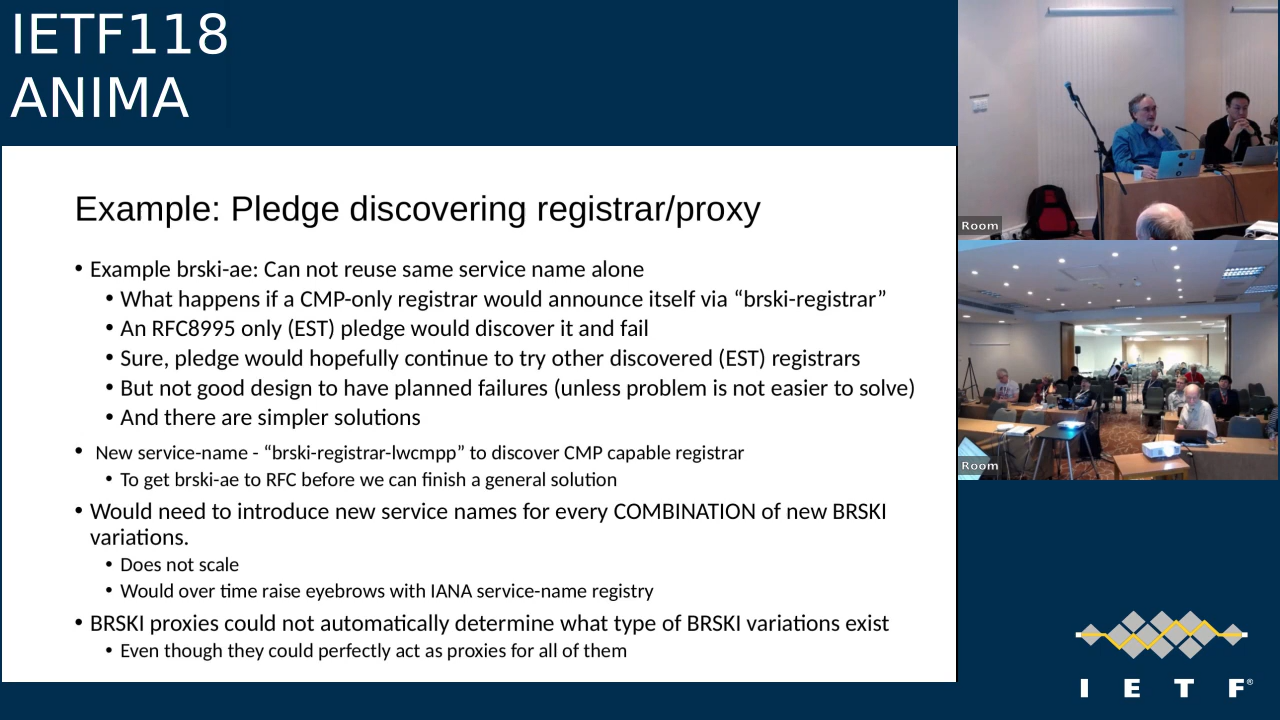 IETF118
ANIMA
Example: Pledge discovering registrar/proxy
• Example brski-ae: Can not reuse same service name alone
• What happens if a CMP-only registrar would announce itself via “brski-registrar”
• An RFC8995 only (EST) pledge would discover it and fail
• Sure, pledge would hopefully continue to try other discovered (EST) registrars
• But not good design to have planned failures (unless problem is not easier to solve)
• And there are simpler solutions
• New service-name - “brski-registrar-lwcmpp” to discover CMP capable registrar
• To get brski-ae to RFC before we can finish a general solution
• Would need to introduce new service names for every COMBINATION of new BRSKI
variations.
• Does not scale
• Would over time raise eyebrows with IANA service-name registry
• BRSKI proxies could not automatically determine what type of BRSKI variations exist
• Even though they could perfectly act as proxies for all of them
Room
Room
I E T F®